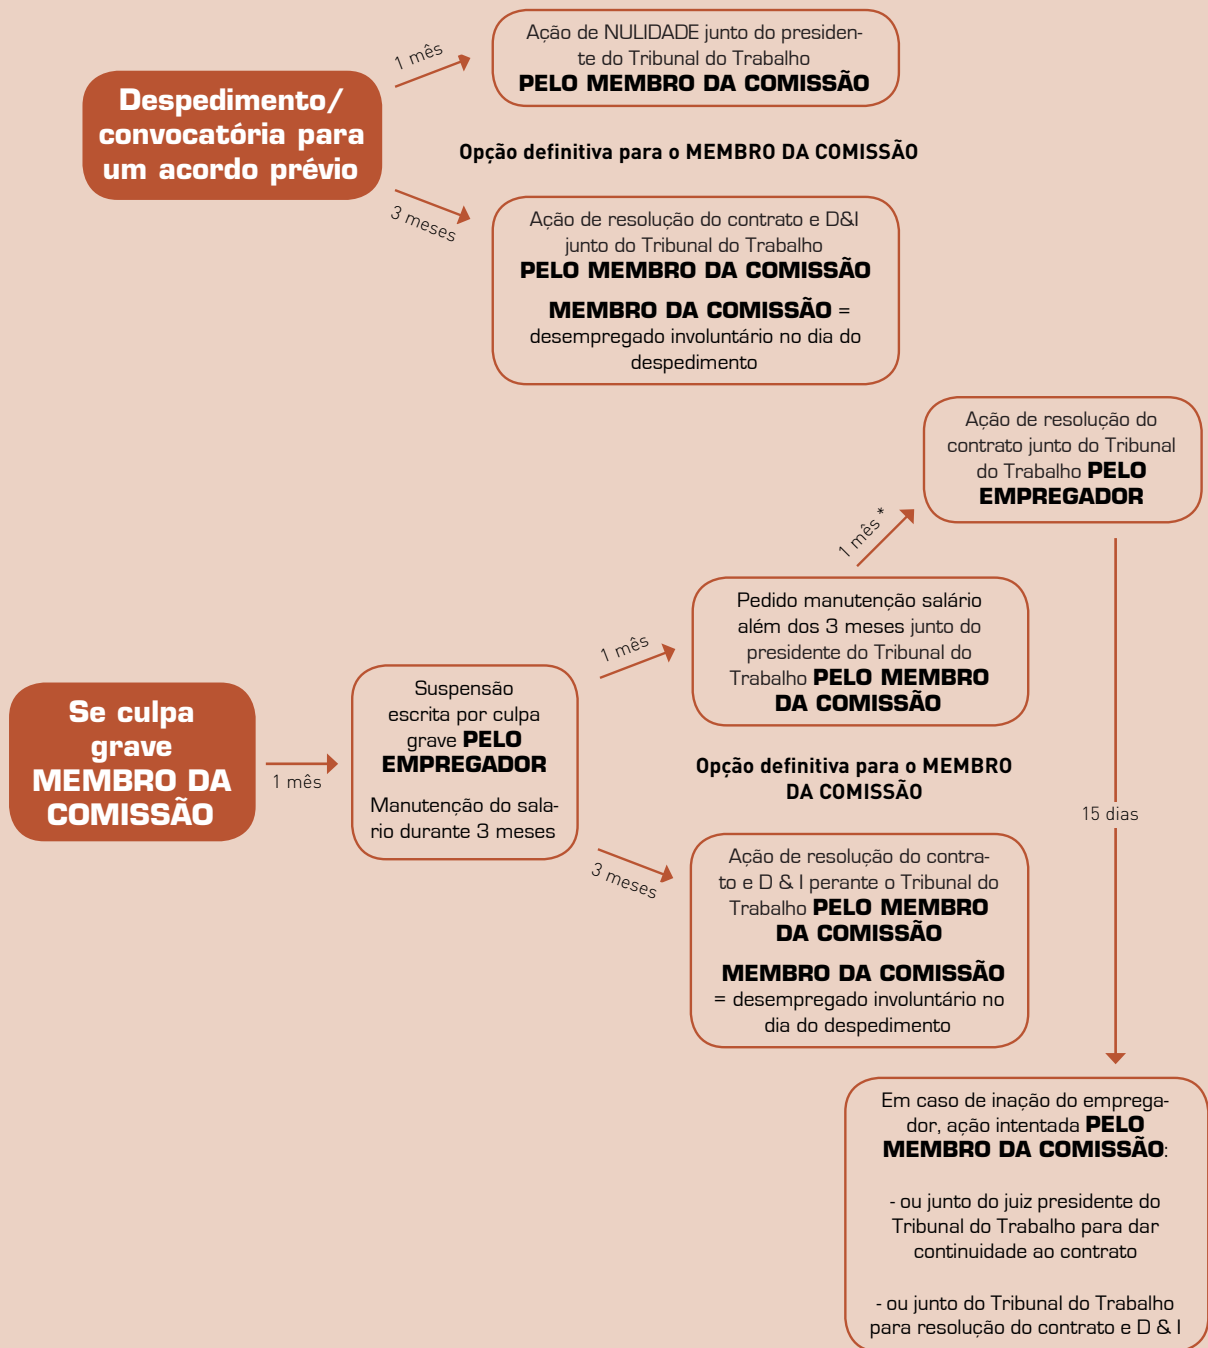 1 mês
Ação de NULIDADE junto do presiden-
te do Tribunal do Trabalho
PELO MEMBRO DA COMISSÃO
Despedimento/
convocatória para
um acordo prévio
Opção definitiva para o MEMBRO DA COMISSÃO
3 meses
Ação de resolução do contrato e D&I
junto do Tribunal do Trabalho
PELO MEMBRO DA COMISSÃO
MEMBRO DA COMISSÃO =
desempregado involuntário no dia do
despedimento
Ação de resolução do
contrato junto do Tribunal
do Trabalho PELO
EMPREGADOR
1 mês *
Pedido manutenção salário
além dos 3 meses junto do
presidente do Tribunal do
Trabalho PELO MEMBRO
DA COMISSÃO
1 mês
Se culpa
grave
MEMBRO DA
COMISSÃO
1 mês
Suspensão
escrita por culpa
grave PELO
EMPREGADOR
Manutenção do sala-
rio durante 3 meses
Opção definitiva para o MEMBRO
DA COMISSÃO
15 dias
3 meses
Ação de resolução do contra-
to e D & I perante o Tribunal do
Trabalho PELO MEMBRO
DA COMISSÃO
MEMBRO DA COMISSÃO
= desempregado involuntário no
dia do despedimento
Em caso de inação do emprega-
dor, ação intentada PELO
MEMBRO DA COMISSÃO:
- ou junto do juiz presidente do
Tribunal do Trabalho para dar
continuidade ao contrato
- ou junto do Tribunal do Trabalho
para resolução do contrato e D & I